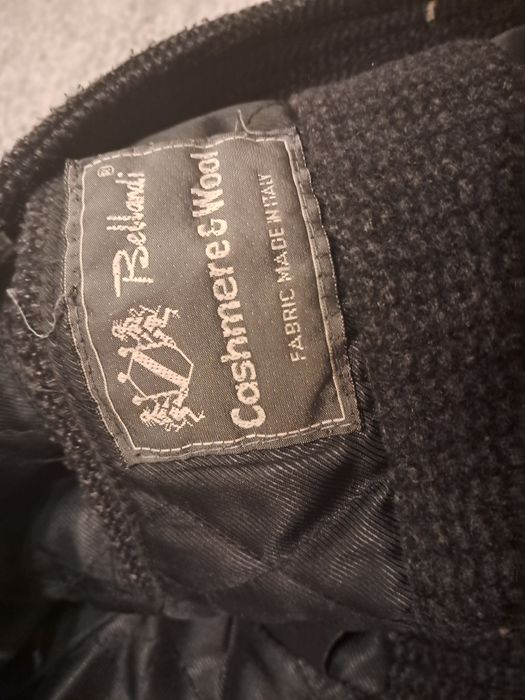 Bellandi ®
Cashmere & Wool
FABRIC MADE IN ITALY